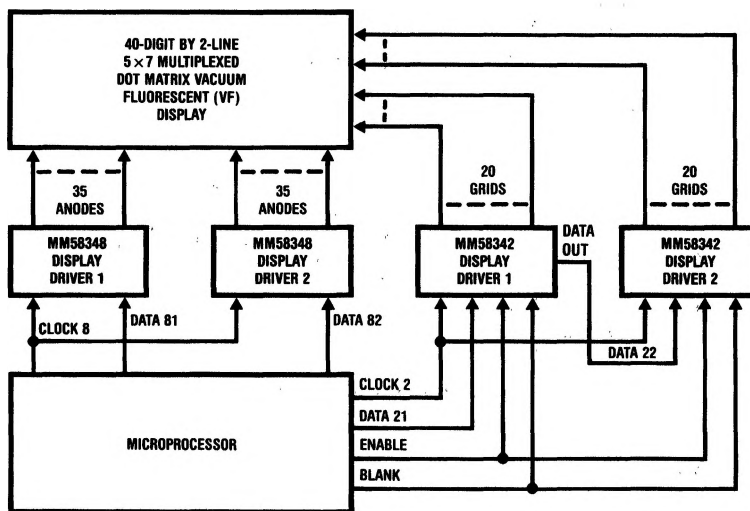 40-DIGIT BY 2-LINE
5 × 7 MULTIPLEXED
DOT MATRIX VACUUM
FLUORESCENT (VF)
DISPLAY
35
ANODES
35
ANODES
20
GRIDS
20
GRIDS
MM58348
DISPLAY
DRIVER 1
MM58348
DISPLAY
DRIVER 2
MM58342
DISPLAY
DRIVER 1
DATA
OUT
MM58342
DISPLAY
DRIVER 2
CLOCK 8
DATA 81
DATA 82
DATA 22
CLOCK 2
DATA 21
ENABLE
BLANK
MICROPROCESSOR